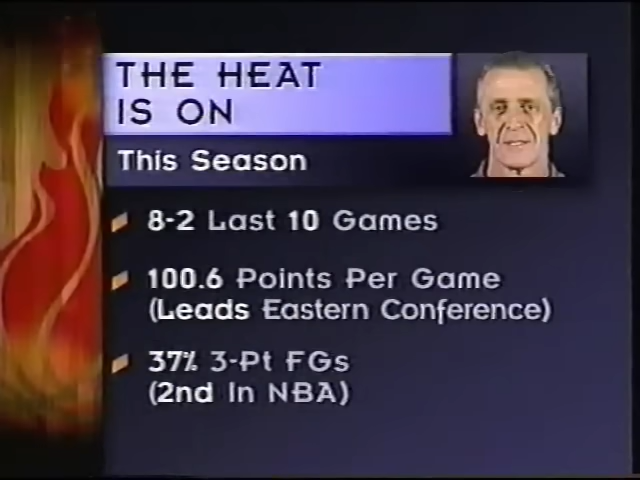 THE HEAT
IS ON
This Season
8-2 Last 10 Games
100.6 Points Per Game
(Leads Eastern Conference)
37% 3-Pt FGs
(2nd In NBA)